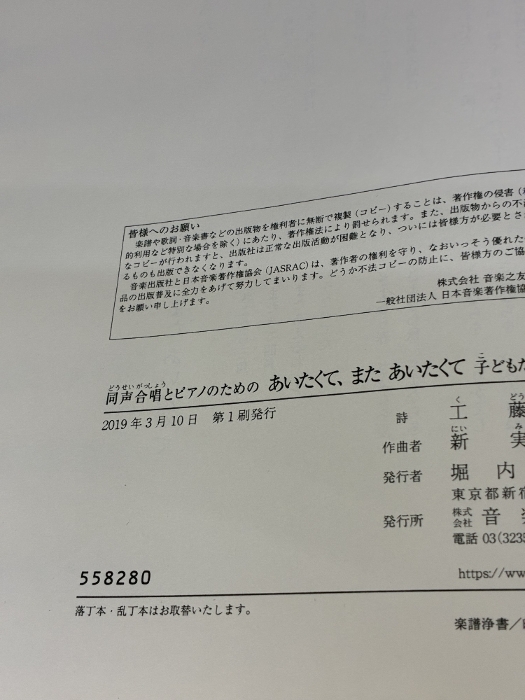 皆様へのお願い
楽譜や歌詞・音楽書などの出版物を権利者に無断で複製(コピー)することは、著作権の侵害(
的利用など特別な場合を除く)にあたり、著作権法により罰せられます。また、出版物からの不
なコピーが行われますと、出版社は正常な出版活動が困難となり、ついには皆様方が必要とさ
るものも出版できなくなります。
音楽出版社と日本音楽著作権協会(JASRAC)は、著作者の権利を守り、なおいっそう優れた
品の出版普及に全力をあげて努力してまいります。どうか不法コピーの防止に、皆様方のご協
をお願い申し上げます。
株式会社 音楽之友
一般社団法人 日本音楽著作権協
どうせいがっしょう こ
同声合唱とピアノのための あいたくて、また あいたくて 子どもた
2019年3月10日 第1刷発行
く どう
詩 工 藤
にい み
作曲者 新 実
発行者 堀 内
東京都新宿
発行所 株式会社 音
電話 03(323
558280
https://ww
落丁本・乱丁本はお取替いたします。
楽譜浄書/